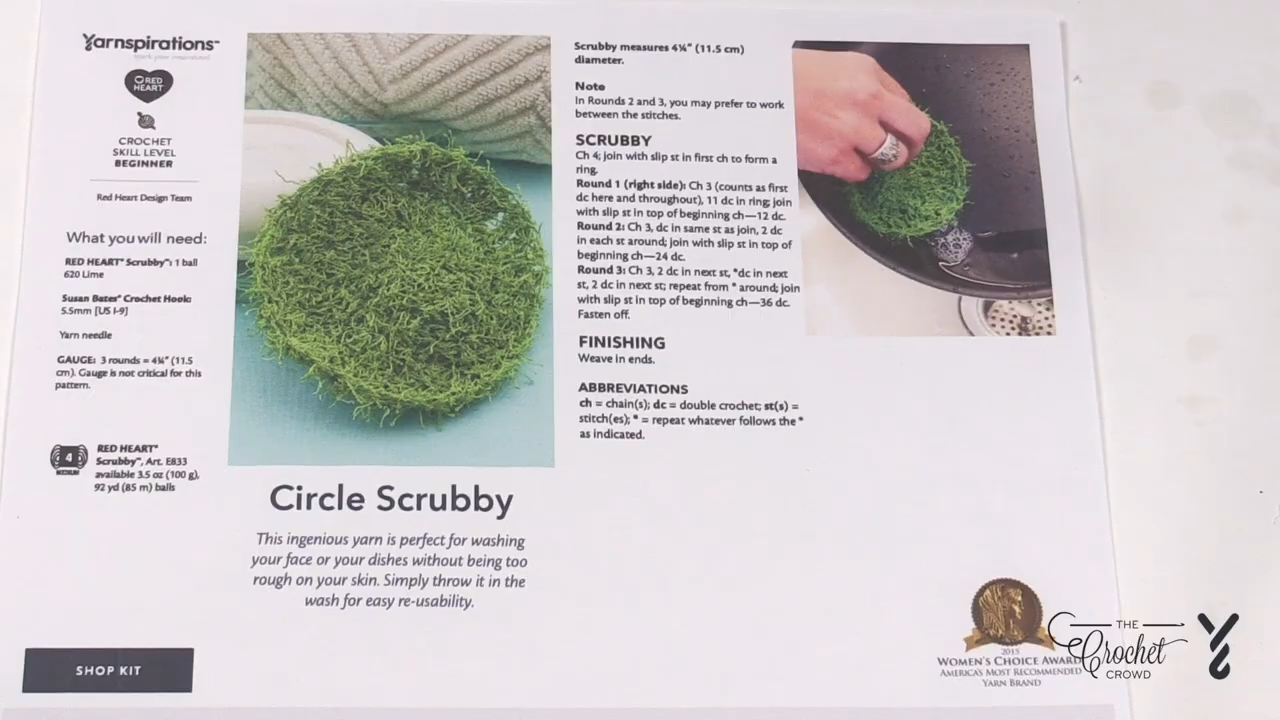 Yarnspirations™
RED
HEART
CROCHET
SKILL LEVEL
BEGINNER
Red Heart Design Team
What you will need:
RED HEART® Scrubby™: 1 ball
620 Lime
Susan Bates® Crochet Hook:
5.5mm [US I-9]
Yarn needle
GAUGE: 3 rounds = 4¼" (11.5
cm). Gauge is not critical for this
pattern.
4
MEDIUM
RED HEART®
Scrubby™, Art. E833
available 3.5 oz (100 g),
92 yd (85 m) balls
SHOP KIT
Circle Scrubby
This ingenious yarn is perfect for washing
your face or your dishes without being too
rough on your skin. Simply throw it in the
wash for easy re-usability.
Scrubby measures 4¼" (11.5 cm)
diameter.
Note
In Rounds 2 and 3, you may prefer to work
between the stitches.
SCRUBBY
Ch 4; join with slip st in first ch to form a
ring.
Round 1 (right side): Ch 3 (counts as first
dc here and throughout), 11 dc in ring; join
with slip st in top of beginning ch—12 dc.
Round 2: Ch 3, dc in same st as join, 2 dc
in each st around; join with slip st in top of
beginning ch—24 dc.
Round 3: Ch 3, 2 dc in next st, *dc in next
st, 2 dc in next st; repeat from * around; join
with slip st in top of beginning ch—36 dc.
Fasten off.
FINISHING
Weave in ends.
ABBREVIATIONS
ch = chain(s); dc = double crochet; st(s) =
stitch(es); * = repeat whatever follows the *
as indicated.
2015
WOMEN'S CHOICE AWARD
AMERICA'S MOST RECOMMENDED
YARN BRAND
THE
Crochet
CROWD